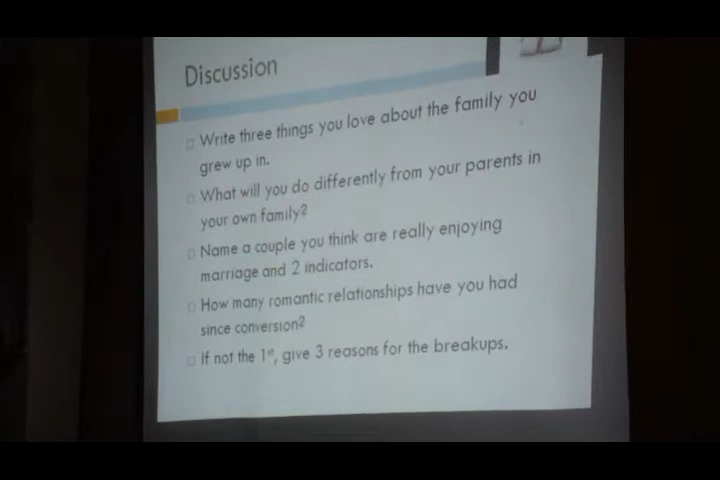 Discussion
Write three things you love about the family you
grew up in.
What will you do differently from your parents in
your own family?
Name a couple you think are really enjoying
marriage and 2 indicators.
How many romantic relationships have you had
since conversion?
If not the 1st, give 3 reasons for the breakups.